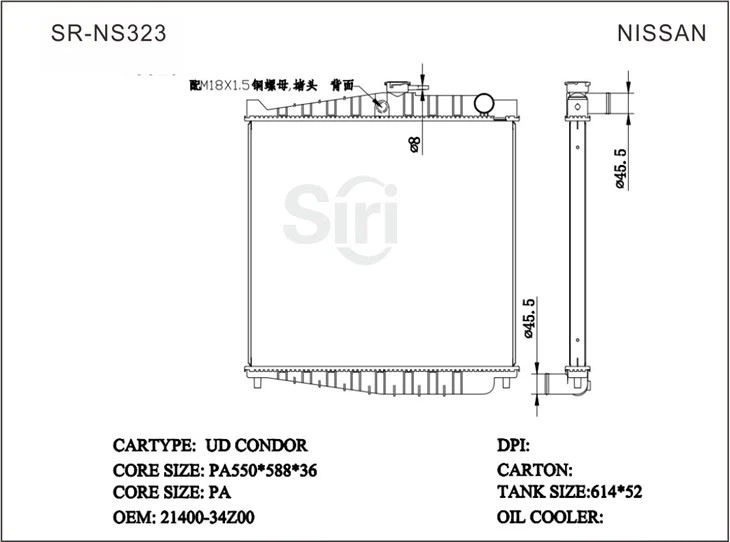 SR-NS323
NISSAN
配M18X1.5铜螺母,堵头 背面
ø8
ø45.5
Siri
ø45.5
CARTYPE: UD CONDOR
DPI:
CORE SIZE: PA550*588*36
CARTON:
CORE SIZE: PA
TANK SIZE:614*52
OEM: 21400-34Z00
OIL COOLER: